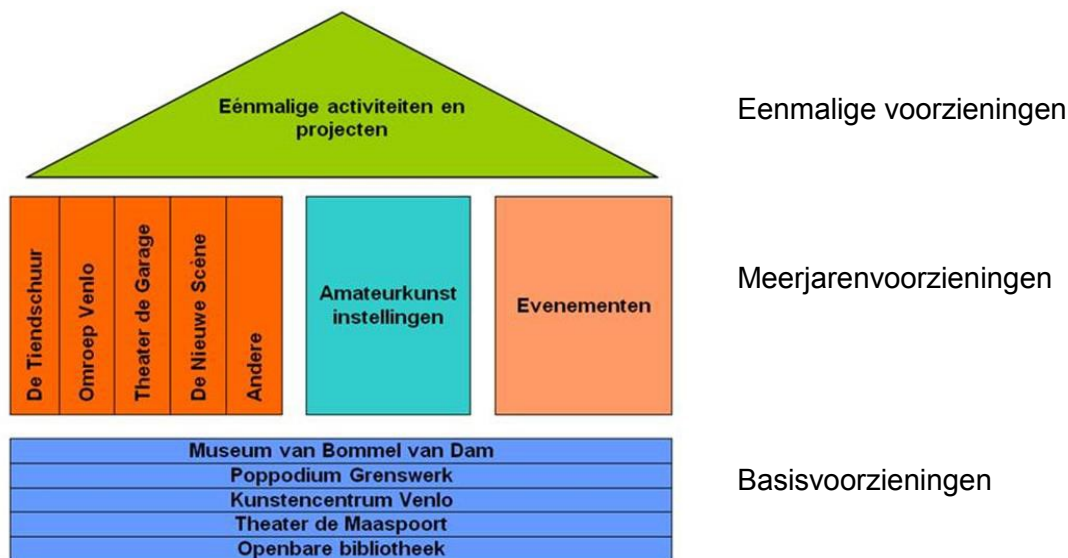 Eénmalige activiteiten en
projecten
Eenmalige voorzieningen
De Tiendschuur
Omroep Venlo
Theater de Garage
De Nieuwe Scène
Andere
Amateurkunst
instellingen
Evenementen
Meerjarenvoorzieningen
Museum van Bommel van Dam
Poppodium Grenswerk
Kunstencentrum Venlo
Theater de Maaspoort
Openbare bibliotheek
Basisvoorzieningen